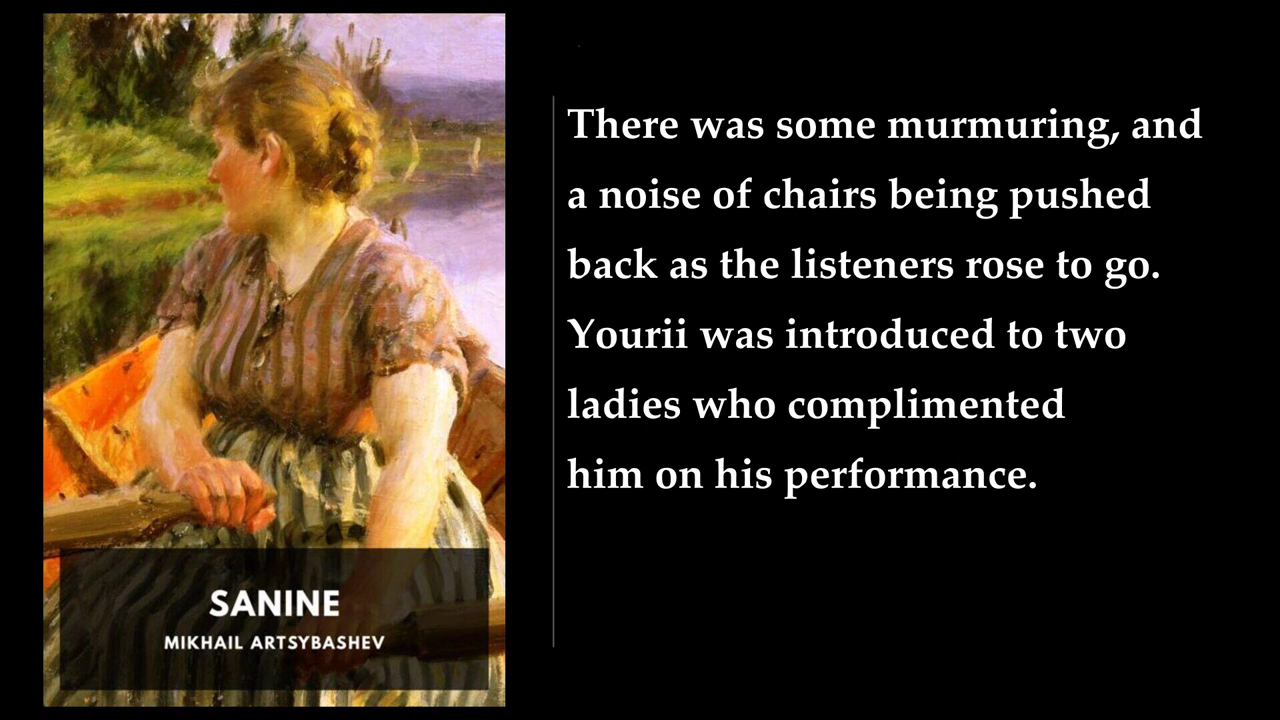 SANINE
MIKHAIL ARTSYBASHEV
There was some murmuring, and
a noise of chairs being pushed
back as the listeners rose to go.
Yourii was introduced to two
ladies who complimented
him on his performance.